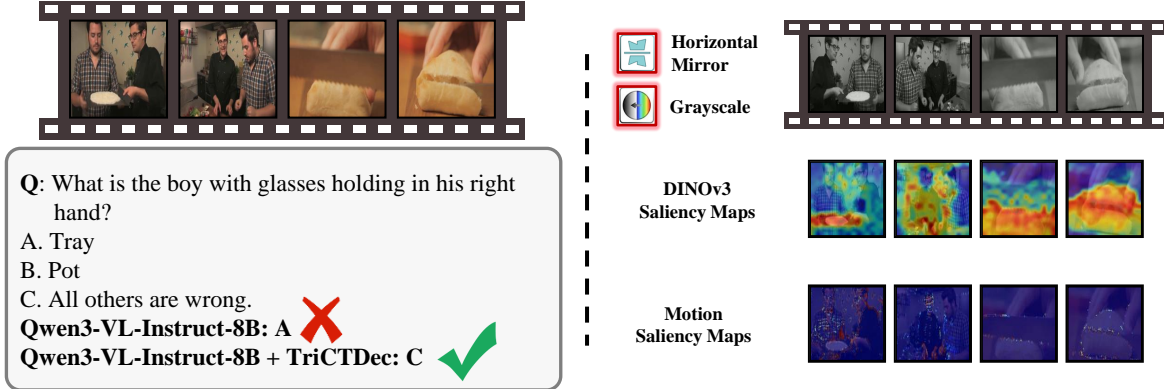 Q: What is the boy with glasses holding in his right
hand?
A. Tray
B. Pot
C. All others are wrong.
Qwen3-VL-Instruct-8B: A
Qwen3-VL-Instruct-8B + TriCTDec: C
Horizontal
Mirror
Grayscale
DINOv3
Saliency Maps
Motion
Saliency Maps